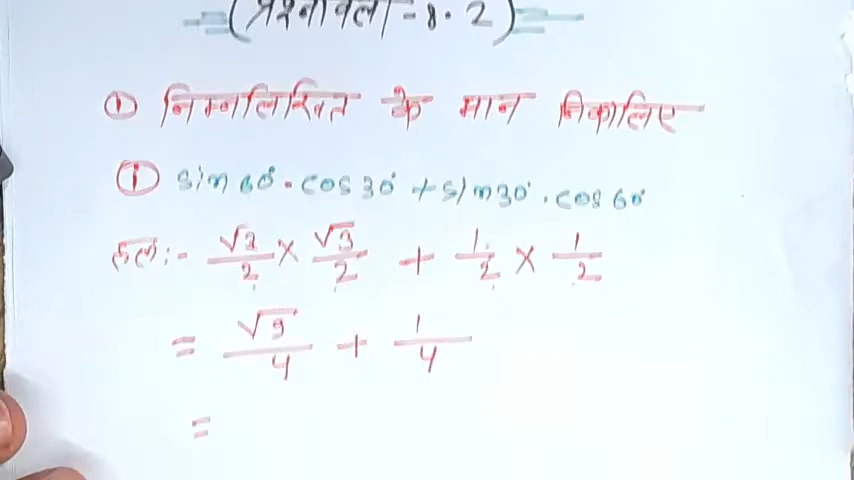 (प्रश्नावली - 8.2)
① निम्नलिखित के मान निकालिए
① sin 60° · cos 30° + sin 30° · cos 60°
हल :- √3/2 × √3/2 + 1/2 × 1/2
= √9/4 + 1/4
=